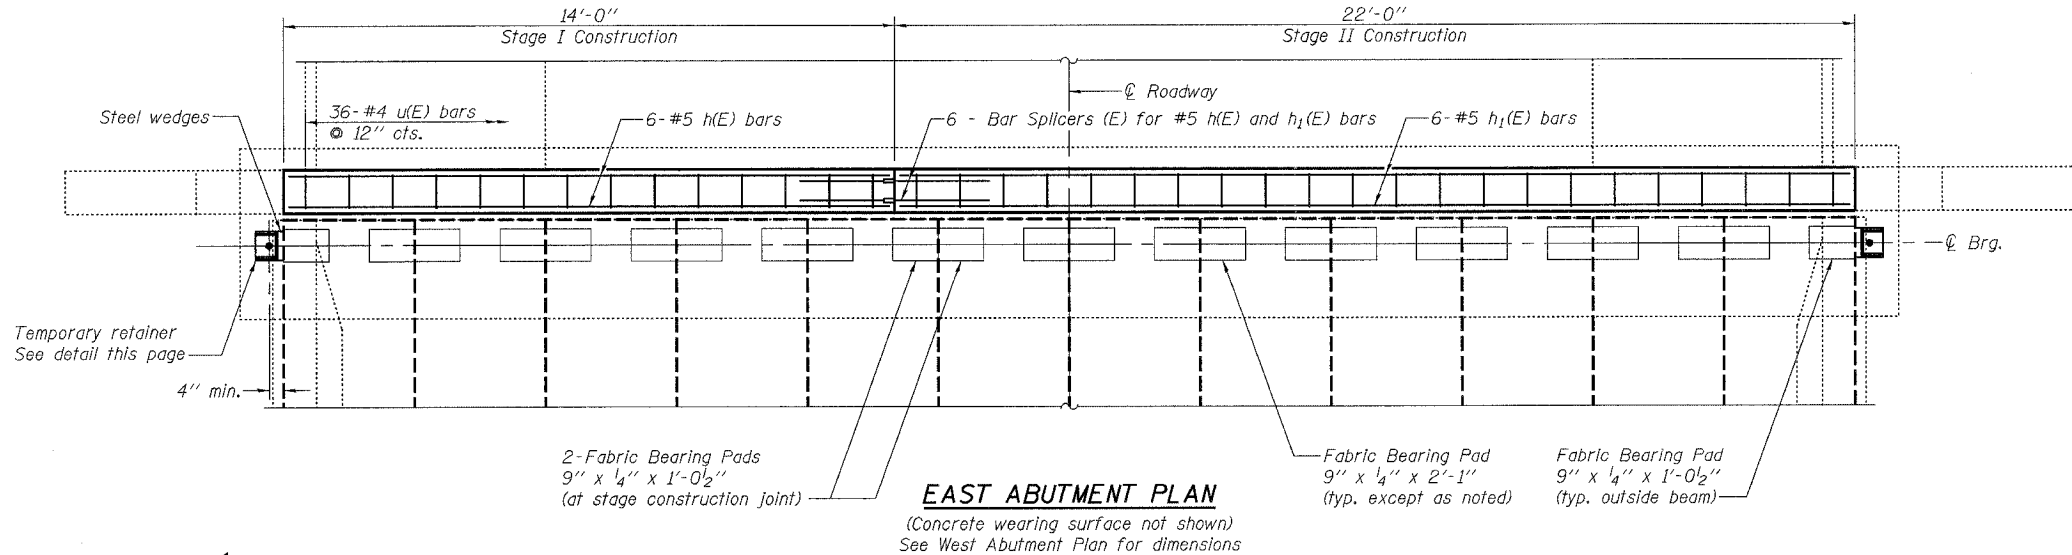 14'-0"
Stage I Construction
22'-0"
Stage II Construction
℄ Roadway
Steel wedges
36-#4 u(E) bars
@ 12" cts.
6-#5 h(E) bars
6 - Bar Splicers (E) for #5 h(E) and h₁(E) bars
6-#5 h₁(E) bars
℄ Brg.
Temporary retainer
See detail this page
4" min.
2-Fabric Bearing Pads
9" x ¼" x 1'-0½"
(at stage construction joint)
Fabric Bearing Pad
9" x ¼" x 2'-1"
(typ. except as noted)
Fabric Bearing Pad
9" x ¼" x 1'-0½"
(typ. outside beam)
EAST ABUTMENT PLAN
(Concrete wearing surface not shown)
See West Abutment Plan for dimensions